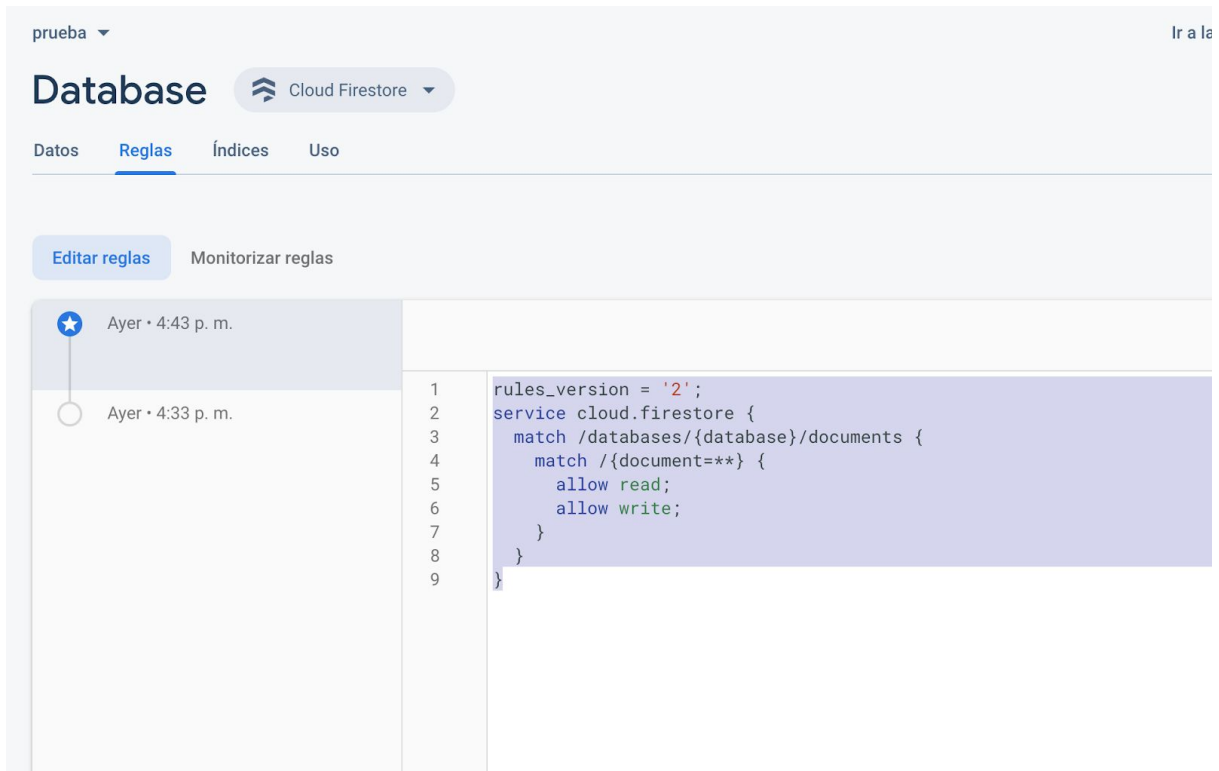 prueba
Ir a la
Database
Cloud Firestore
Datos Reglas Índices Uso
Editar reglas Monitorizar reglas
Ayer • 4:43 p. m.
Ayer • 4:33 p. m.
1 rules_version = '2';
2 service cloud.firestore {
3 match /databases/{database}/documents {
4 match /{document=**} {
5 allow read;
6 allow write;
7 }
8 }
9 }